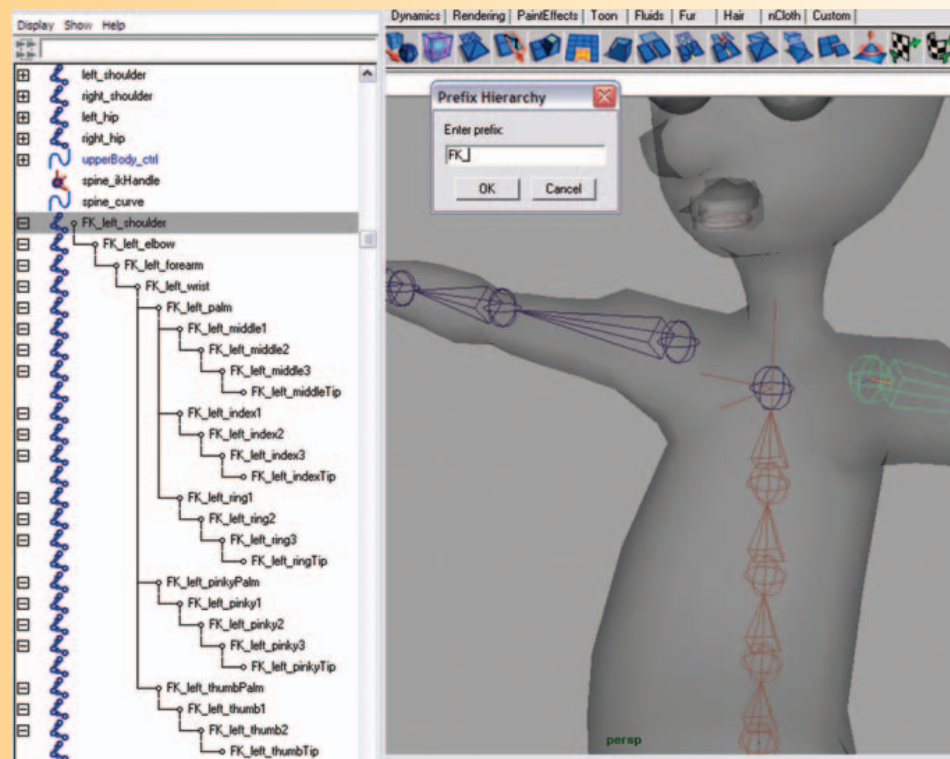 Display Show Help
left_shoulder
right_shoulder
left_hip
right_hip
upperBody_ctrl
spine_ikHandle
spine_curve
FK_left_shoulder
FK_left_elbow
FK_left_forearm
FK_left_wrist
FK_left_palm
FK_left_middle1
FK_left_middle2
FK_left_middle3
FK_left_middleTip
FK_left_index1
FK_left_index2
FK_left_index3
FK_left_indexTip
FK_left_ring1
FK_left_ring2
FK_left_ring3
FK_left_ringTip
FK_left_pinkyPalm
FK_left_pinky1
FK_left_pinky2
FK_left_pinky3
FK_left_pinkyTip
FK_left_thumbPalm
FK_left_thumb1
FK_left_thumb2
FK_left_thumbTip
Dynamics Rendering PaintEffects Toon Fluids Fur Hair nCloth Custom
Prefix Hierarchy
Enter prefix:
FK_
OK Cancel
persp